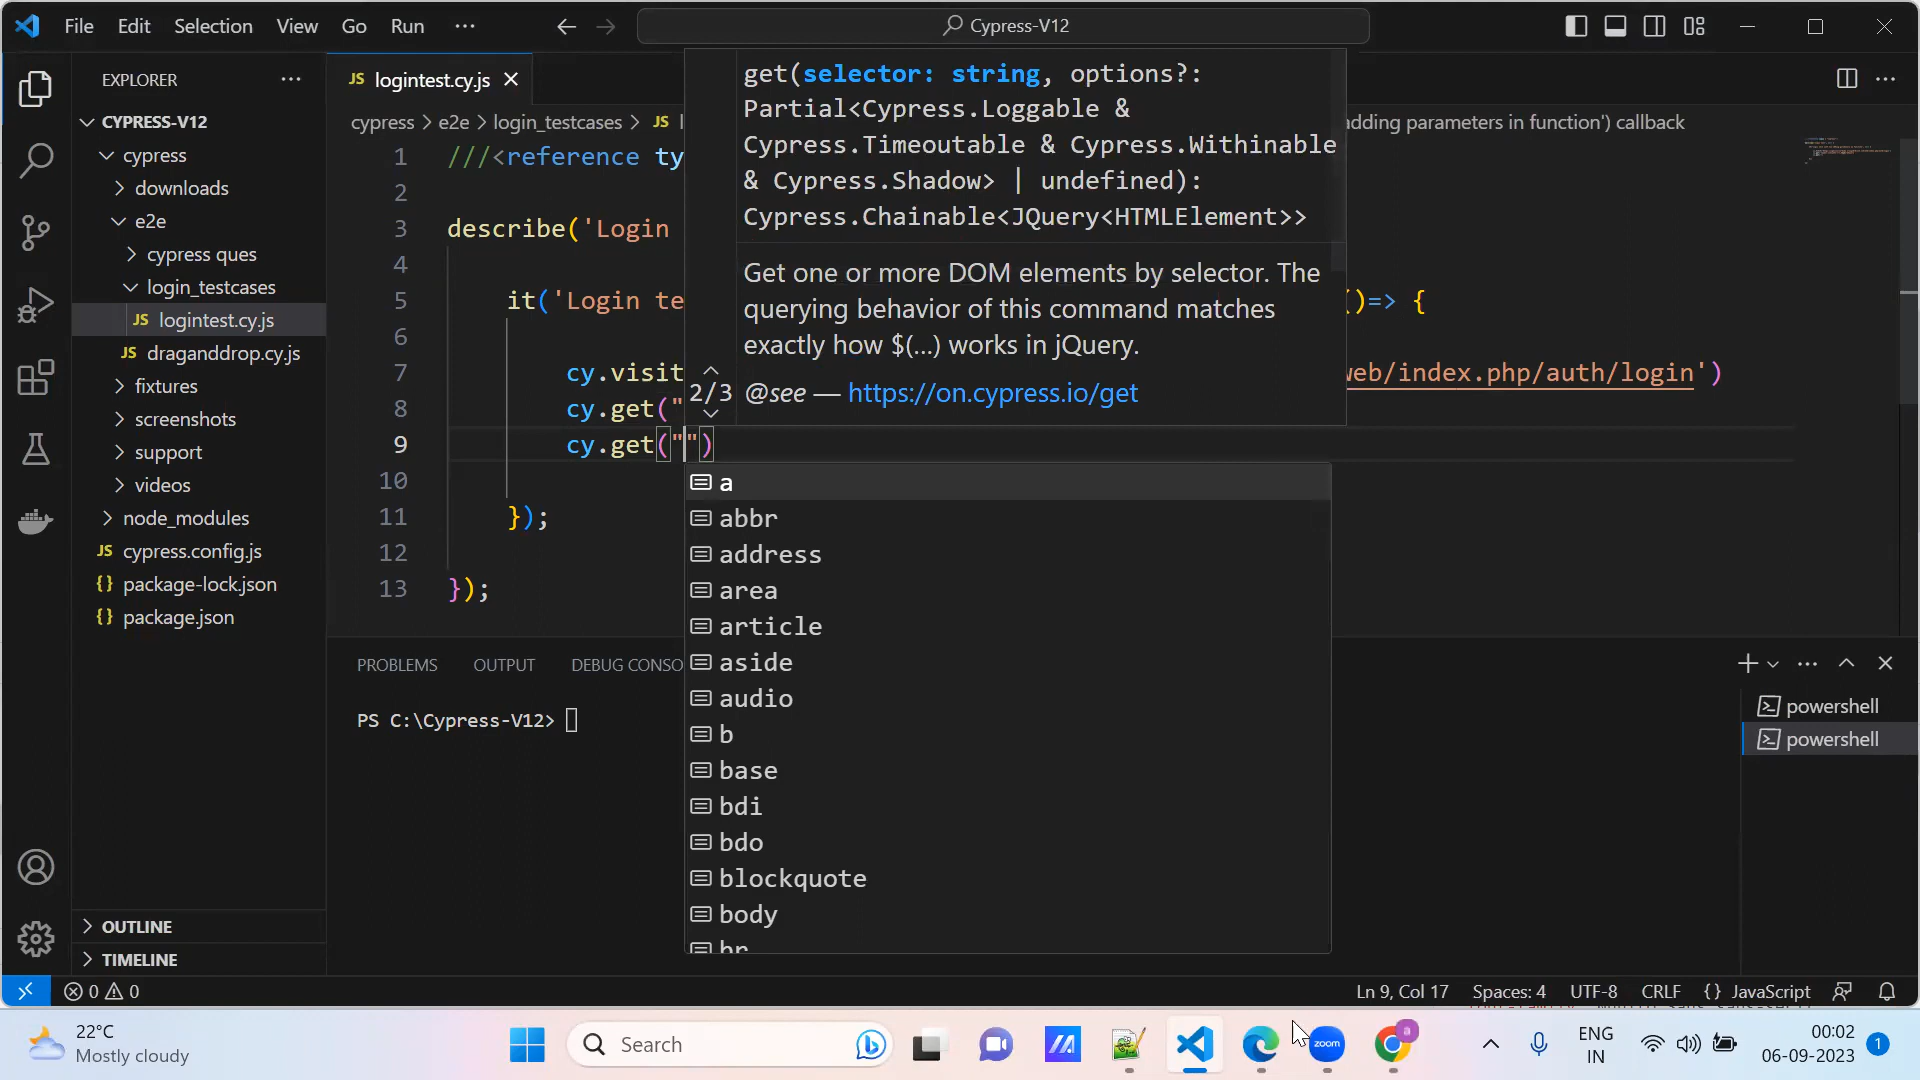 File Edit Selection View Go Run ···
Cypress-V12
EXPLORER
CYPRESS-V12
cypress
downloads
e2e
cypress ques
login_testcases
logintest.cy.js
draganddrop.cy.js
fixtures
screenshots
support
videos
node_modules
cypress.config.js
package-lock.json
package.json
OUTLINE
TIMELINE
JS logintest.cy.js
cypress > e2e > login_testcases > JS l
adding parameters in function') callback
1 ///<reference ty
2
3 describe('Login
4
5 it('Login te ()=> {
6
7 cy.visit web/index.php/auth/login')
8 cy.get("
9 cy.get("")
10
11 });
12
13 });
get(selector: string, options?:
Partial<Cypress.Loggable &
Cypress.Timeoutable & Cypress.Withinable
& Cypress.Shadow> | undefined):
Cypress.Chainable<JQuery<HTMLElement>>
Get one or more DOM elements by selector. The
querying behavior of this command matches
exactly how $(…) works in jQuery.
2/3
@see — https://on.cypress.io/get
a
abbr
address
area
article
aside
audio
b
base
bdi
bdo
blockquote
body
br
PROBLEMS OUTPUT DEBUG CONSO
PS C:\Cypress-V12>
powershell
powershell
0 0
Ln 9, Col 17 Spaces: 4 UTF-8 CRLF {} JavaScript
22°C
Mostly cloudy
Search
zoom
a
ENG
IN
00:02
06-09-2023
1